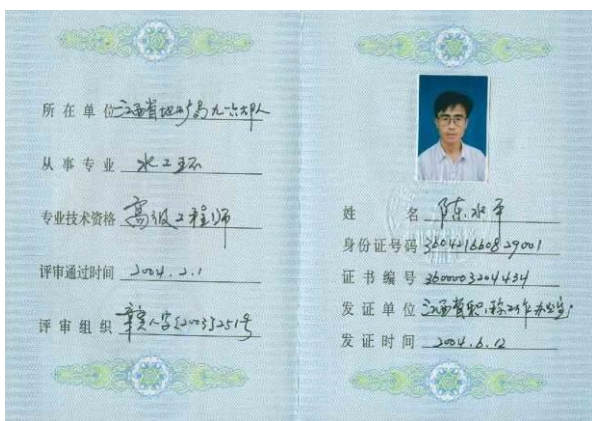 所在单位 江西省地矿局九一六大队
从事专业 水工环
专业技术资格 高级工程师
评审通过时间 2004.2.1
评审组织 人字[2003]251号
姓名 陈水平
身份证号码 360421660829001
证书编号 3600003204434
发证单位 江西省职称工作办公室
发证时间 2004.6.12